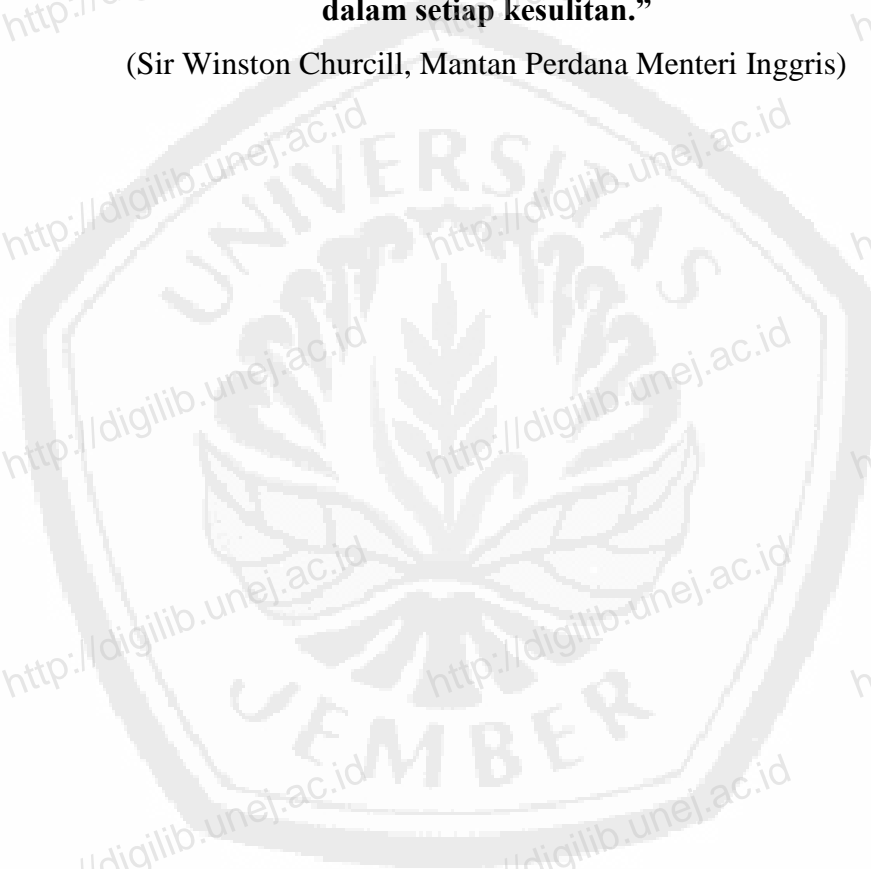 dalam setiap kesulitan.”
(Sir Winston Churcill, Mantan Perdana Menteri Inggris)
http://digilib.unej.ac.id http://digilib.unej.ac.id
UNIVERSITAS
http://digilib.unej.ac.id http://digilib.unej.ac.id
http://digilib.unej.ac.id http://digilib.unej.ac.id
JEMBER
//digilib.unej.ac.id //digilib.unej.ac.id